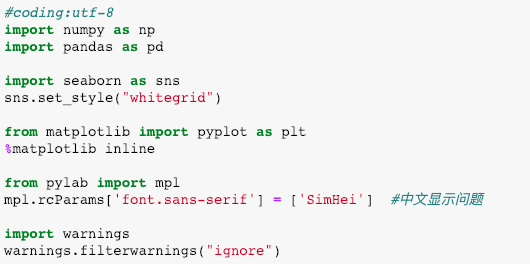 #coding:utf-8
import numpy as np
import pandas as pd
import seaborn as sns
sns.set_style("whitegrid")
from matplotlib import pyplot as plt
%matplotlib inline
from pylab import mpl
mpl.rcParams['font.sans-serif'] = ['SimHei']  #中文显示问题
import warnings
warnings.filterwarnings("ignore")